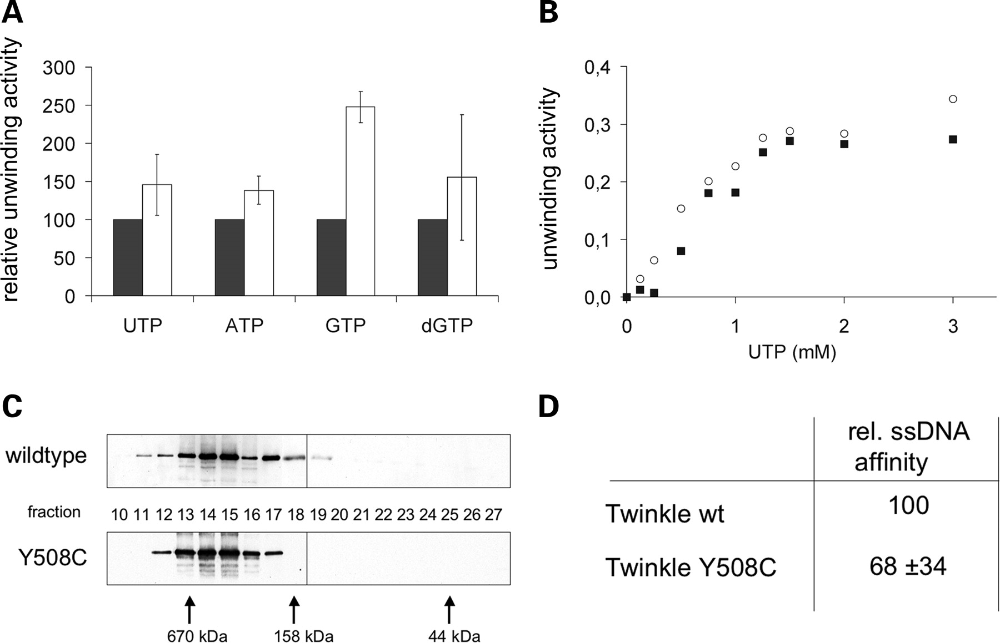 A
relative unwinding activity
300
250
200
150
100
50
0
UTP ATP GTP dGTP
B
unwinding activity
0,4
0,3
0,2
0,1
0,0
0 1 2 3
UTP (mM)
C
wildtype
fraction 10 11 12 13 14 15 16 17 18 19 20 21 22 23 24 25 26 27
Y508C
670 kDa 158 kDa 44 kDa
D
rel. ssDNA
affinity
Twinkle wt 100
Twinkle Y508C 68 ±34